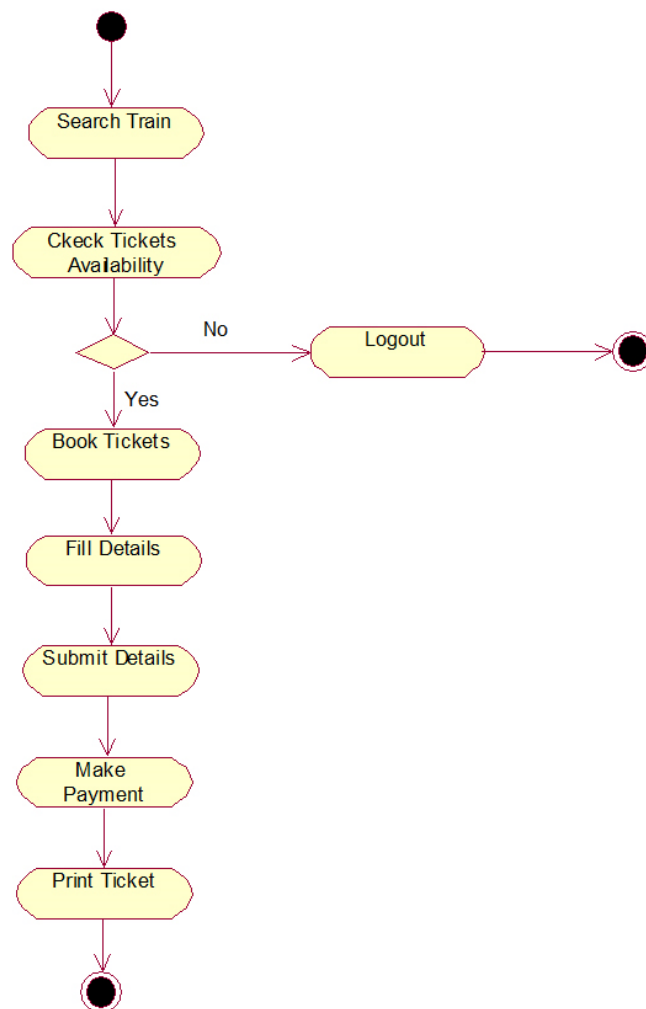 Search Train
Ckeck Tickets
Availability
No
Logout
Yes
Book Tickets
Fill Details
Submit Details
Make
Payment
Print Ticket